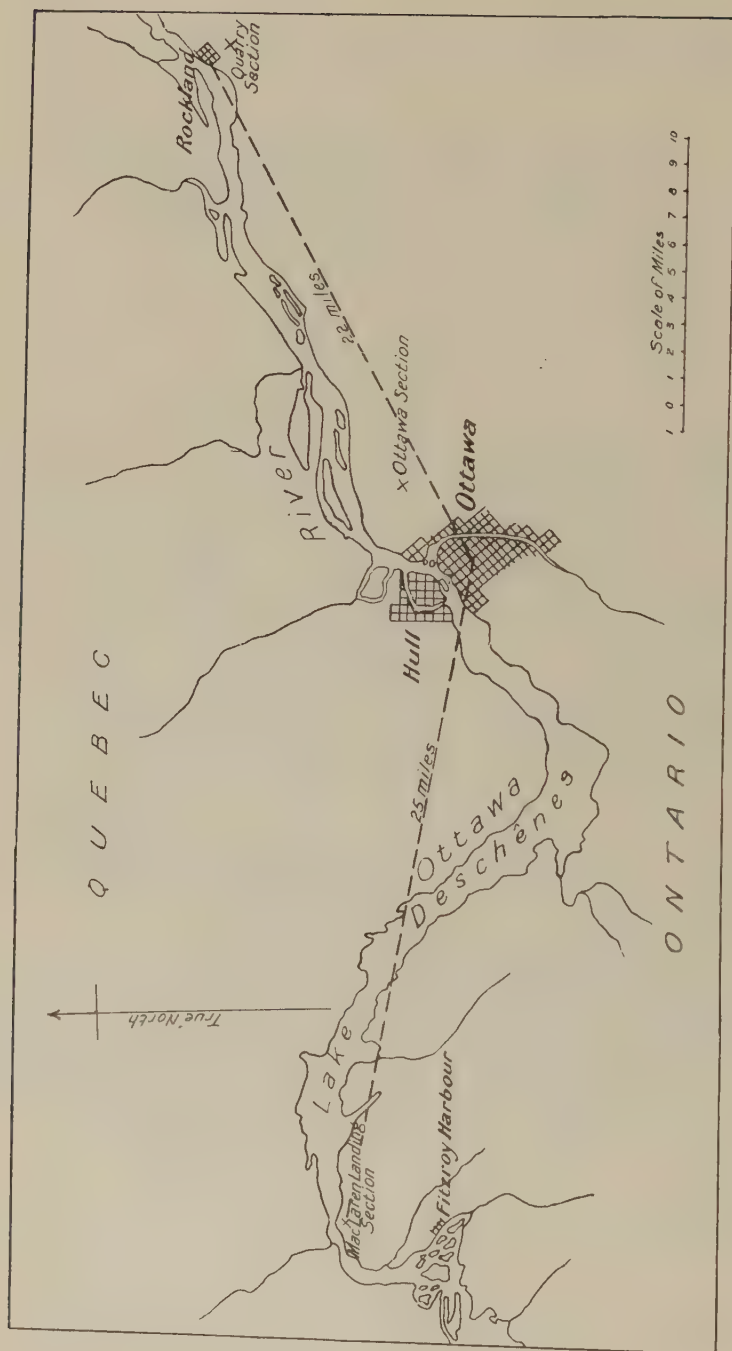 QUEBEC
True North
Lake
Ottawa
Deschênes
MacLaren Landing
Section
Fitzroy Harbour
25 miles
Hull
Ottawa
River
x Ottawa Section
22 miles
Rockland
x
Quarry
Section
ONTARIO
Scale of Miles
1 0 1 2 3 4 5 6 7 8 9 10